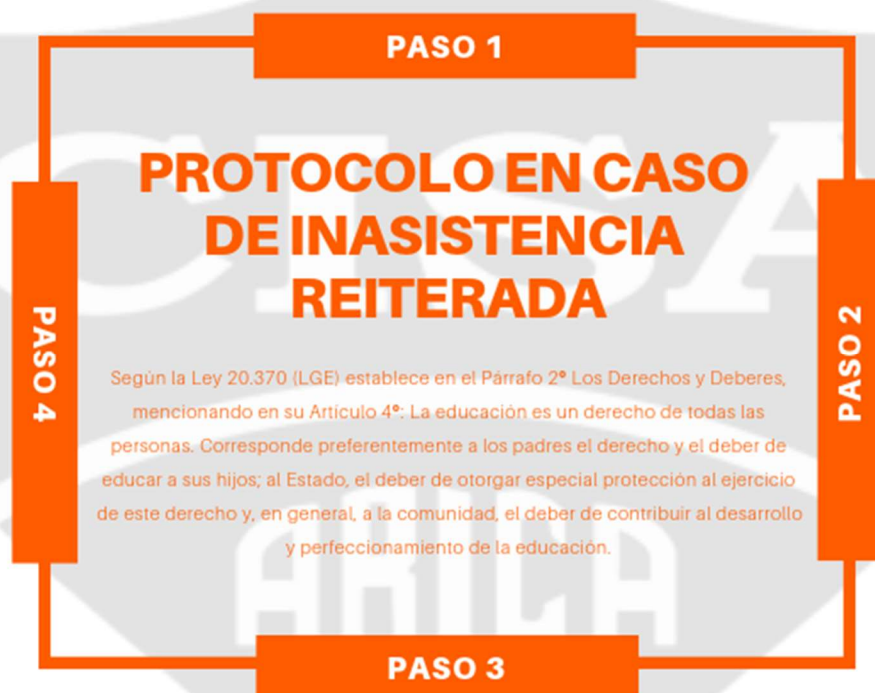 PASO 1
PROTOCOLO EN CASO
DE INASISTENCIA
REITERADA
Según la Ley 20.370 (LGE) establece en el Párrafo 2º Los Derechos y Deberes,
mencionando en su Artículo 4º: La educación es un derecho de todas las
personas. Corresponde preferentemente a los padres el derecho y el deber de
educar a sus hijos; al Estado, el deber de otorgar especial protección al ejercicio
de este derecho y, en general, a la comunidad, el deber de contribuir al desarrollo
y perfeccionamiento de la educación.
PASO 2
PASO 3
PASO 4
CISA
ARICA